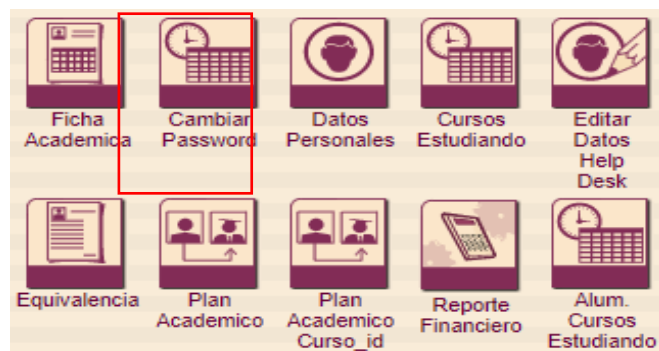 Ficha
Academica
Cambiar
Password
Datos
Personales
Cursos
Estudiando
Editar
Datos
Help
Desk
Equivalencia
Plan
Academico
Plan
Academico
Curso_id
Reporte
Financiero
Alum.
Cursos
Estudiando